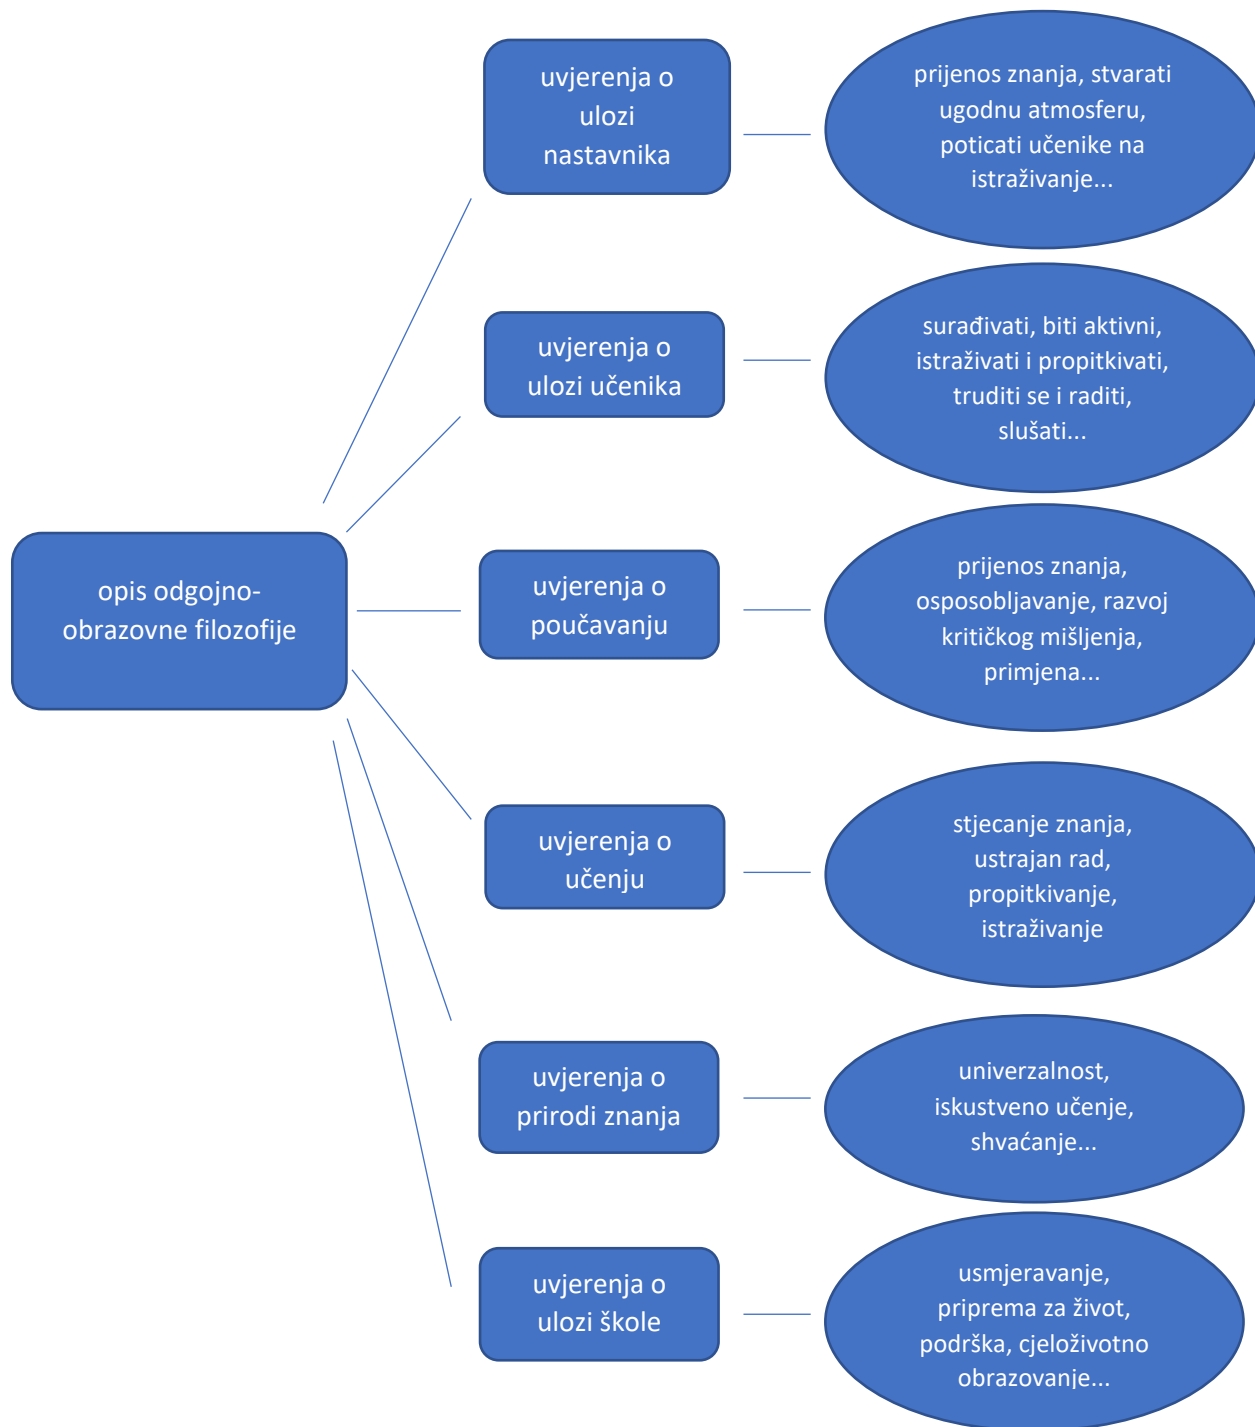 opis odgojno-
obrazovne filozofije
uvjerenja o
ulozi
nastavnika
prijenos znanja, stvarati
ugodnu atmosferu,
poticati učenike na
istraživanje...
uvjerenja o
ulozi učenika
surađivati, biti aktivni,
istraživati i propitkivati,
truditi se i raditi,
slušati...
uvjerenja o
poučavanju
prijenos znanja,
osposobljavanje, razvoj
kritičkog mišljenja,
primjena...
uvjerenja o
učenju
stjecanje znanja,
ustrajan rad,
propitkivanje,
istraživanje
uvjerenja o
prirodi znanja
univerzalnost,
iskustveno učenje,
shvaćanje...
uvjerenja o
ulozi škole
usmjeravanje,
priprema za život,
podrška, cjeloživotno
obrazovanje...